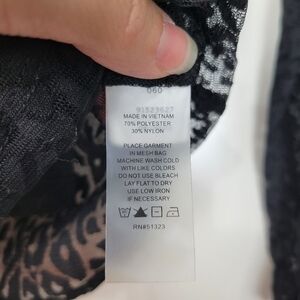 060
91523627
MADE IN VIETNAM
70% POLYESTER
30% NYLON
PLACE GARMENT
IN MESH BAG
MACHINE WASH COLD
WITH LIKE COLORS
DO NOT USE BLEACH
LAY FLAT TO DRY
USE LOW IRON
IF NECESSARY
RN#51323